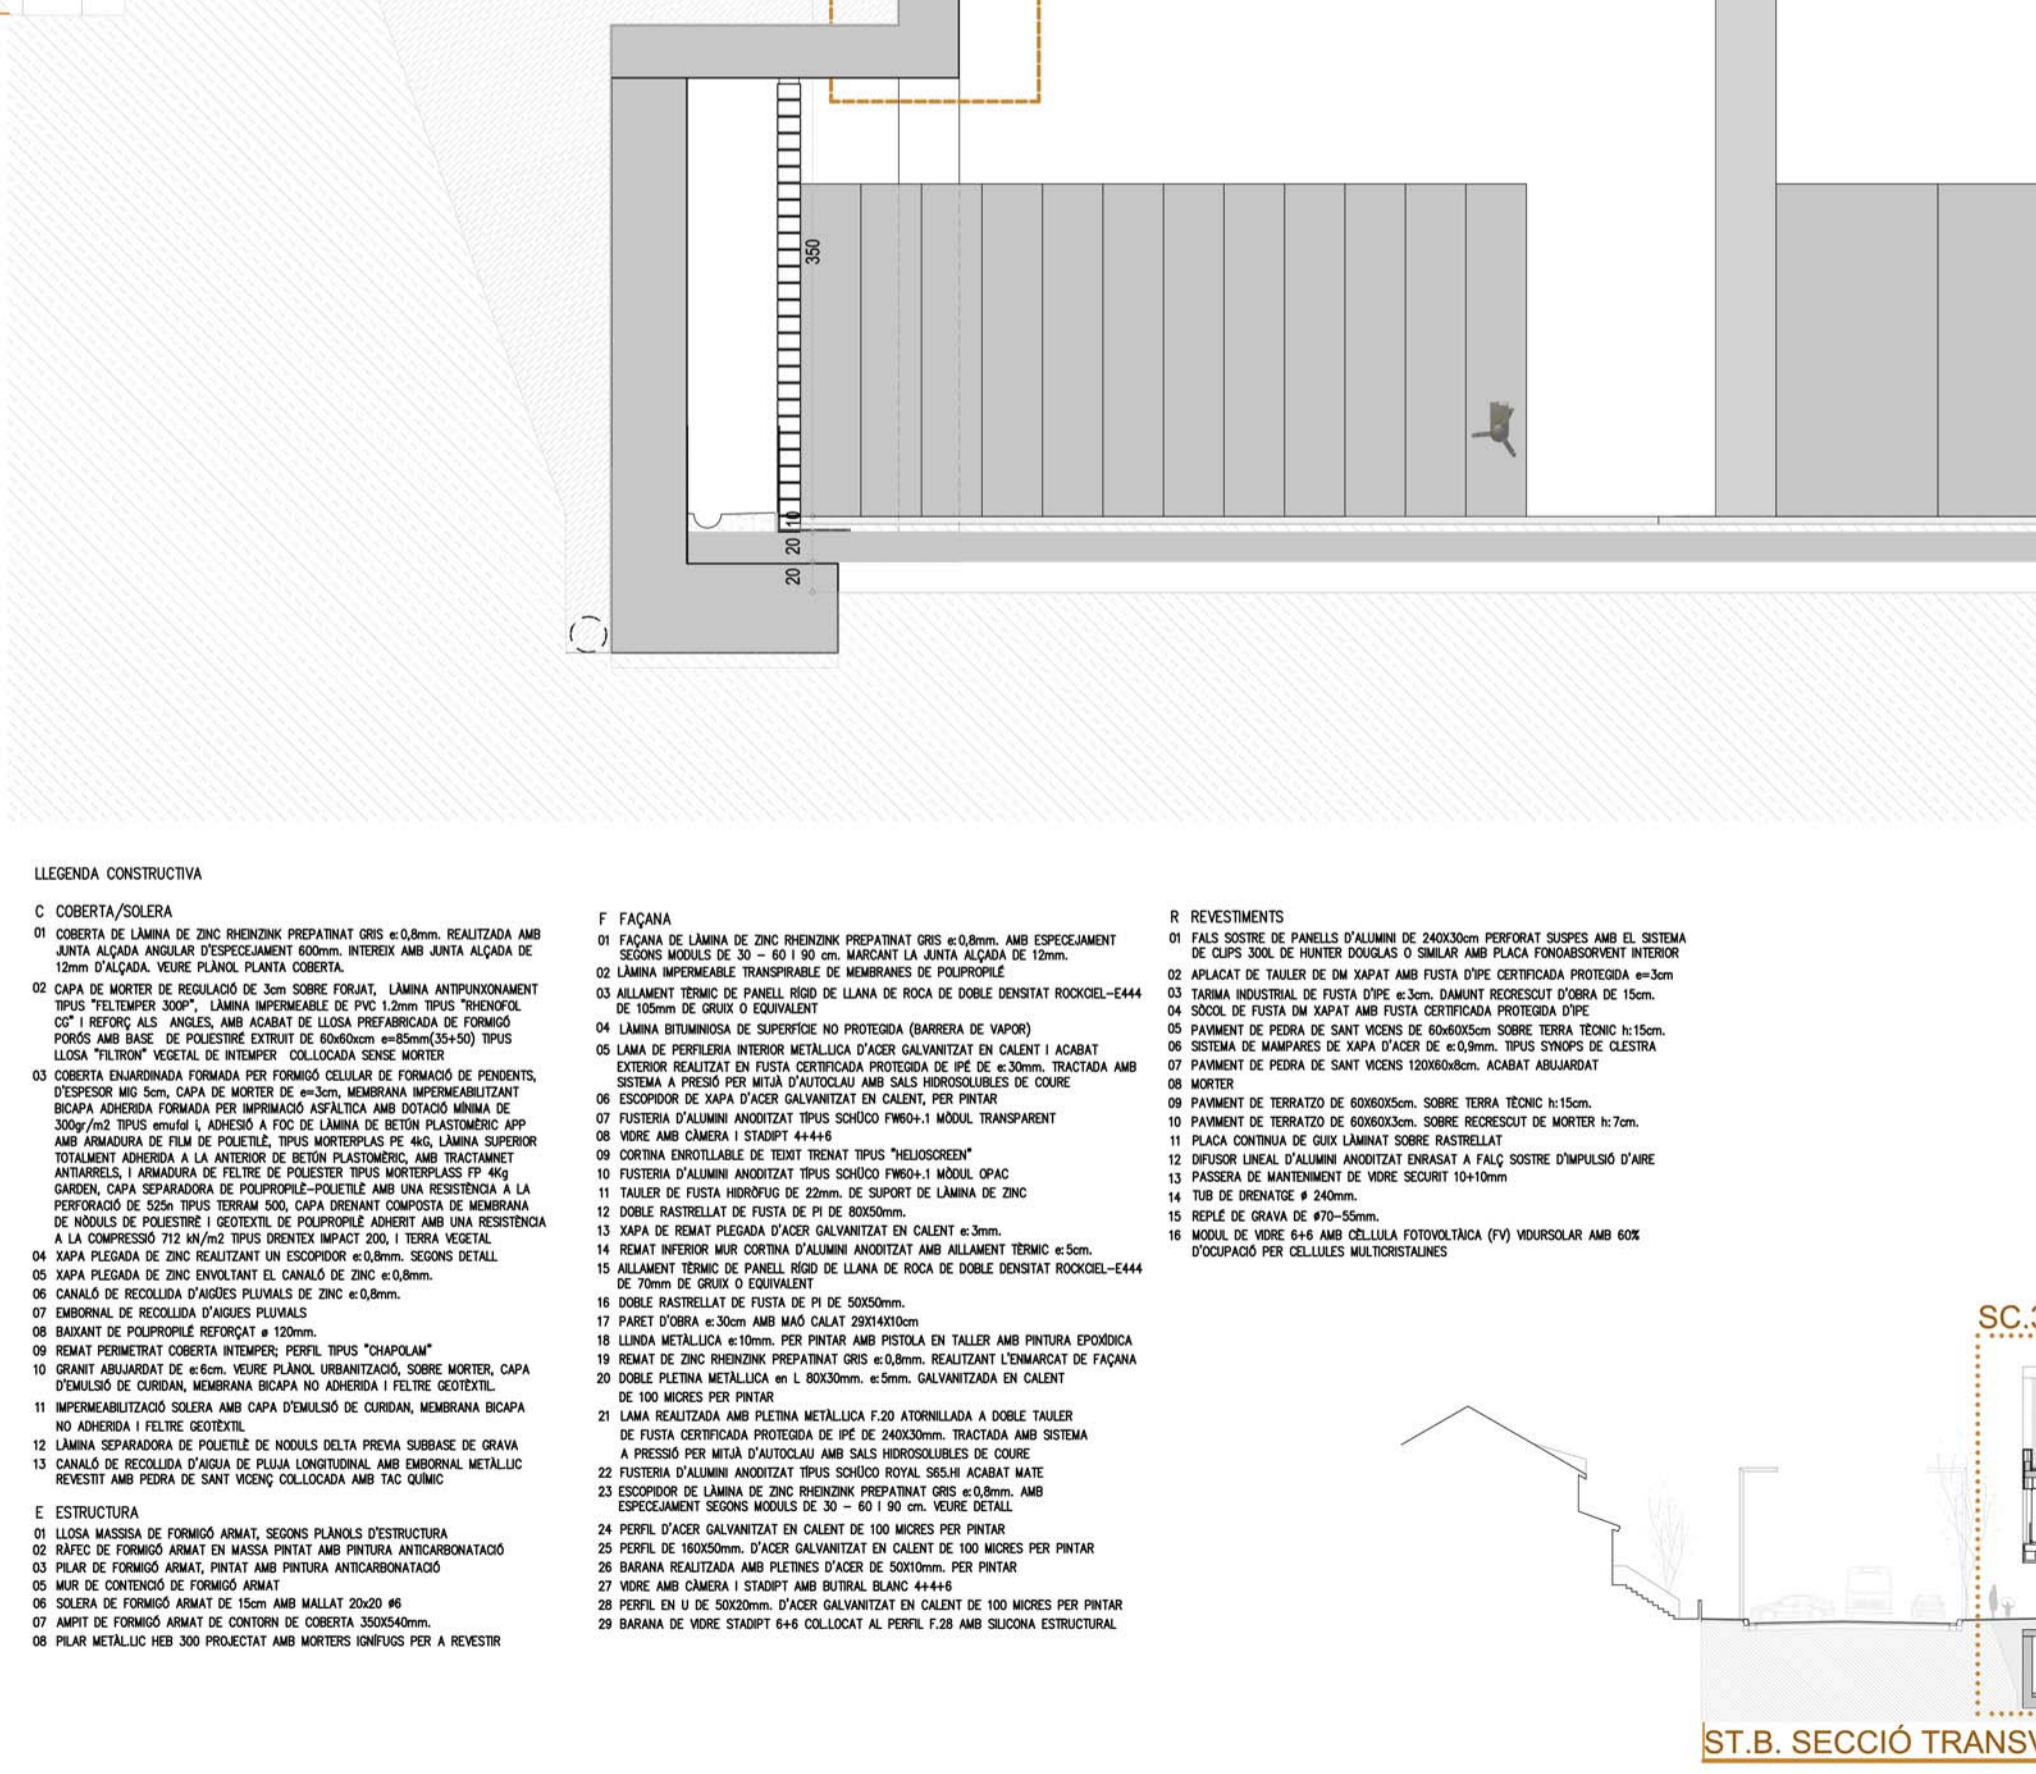 350
10
20
20
LLEGENDA CONSTRUCTIVA
C COBERTA/SOLERA
01 COBERTA DE LÀMINA DE ZINC RHEINZINK PREPATINAT GRIS e:0,8mm. REALITZADA AMB
JUNTA ALÇADA ANGULAR D'ESPECEJAMENT 600mm. INTEREIX AMB JUNTA ALÇADA DE
12mm D'ALÇADA. VEURE PLÀNOL PLANTA COBERTA.
02 CAPA DE MORTER DE REGULACIÓ DE 3cm SOBRE FORJAT, LÀMINA ANTIPUNXONAMENT
TIPUS "FELTEMPER 300P", LÀMINA IMPERMEABLE DE PVC 1.2mm TIPUS "RHENOFOL
CG" I REFORÇ ALS ANGLES, AMB ACABAT DE LLOSA PREFABRICADA DE FORMIGÓ
PORÓS AMB BASE DE POLIESTIRÉ EXTRUIT DE 60x60xcm e=85mm(35+50) TIPUS
LLOSA "FILTRON" VEGETAL DE INTEMPER COL.LOCADA SENSE MORTER
03 COBERTA ENJARDINADA FORMADA PER FORMIGÓ CELULAR DE FORMACIÓ DE PENDENTS,
D'ESPESOR MIG 5cm, CAPA DE MORTER DE e=3cm, MEMBRANA IMPERMEABILITZANT
BICAPA ADHERIDA FORMADA PER IMPRIMACIÓ ASFÀLTICA AMB DOTACIÓ MÍNIMA DE
300gr/m2 TIPUS emufal i, ADHESIÓ A FOC DE LÀMINA DE BETÚN PLASTOMÈRIC APP
AMB ARMADURA DE FILM DE POLIETILÈ, TIPUS MORTERPLAS PE 4kG, LÀMINA SUPERIOR
TOTALMENT ADHERIDA A LA ANTERIOR DE BETÚN PLASTOMÈRIC, AMB TRACTAMNET
ANTIARRELS, I ARMADURA DE FELTRE DE POLIESTER TIPUS MORTERPLASS FP 4Kg
GARDEN, CAPA SEPARADORA DE POLIPROPILÈ-POLIETILÈ AMB UNA RESISTÈNCIA A LA
PERFORACIÓ DE 525n TIPUS TERRAM 500, CAPA DRENANT COMPOSTA DE MEMBRANA
DE NÒDULS DE POLIESTIRÈ I GEOTEXTIL DE POLIPROPILÈ ADHERIT AMB UNA RESISTÈNCIA
A LA COMPRESSIÓ 712 kN/m2 TIPUS DRENTEX IMPACT 200, I TERRA VEGETAL
04 XAPA PLEGADA DE ZINC REALITZANT UN ESCOPIDOR e:0,8mm. SEGONS DETALL
05 XAPA PLEGADA DE ZINC ENVOLTANT EL CANALÓ DE ZINC e:0,8mm.
06 CANALÓ DE RECOLLIDA D'AIGÜES PLUVIALS DE ZINC e:0,8mm.
07 EMBORNAL DE RECOLLIDA D'AIGUES PLUVIALS
08 BAIXANT DE POLIPROPILÉ REFORÇAT ø 120mm.
09 REMAT PERIMETRAT COBERTA INTEMPER; PERFIL TIPUS "CHAPOLAM"
10 GRANIT ABUJARDAT DE e:6cm. VEURE PLÀNOL URBANITZACIÓ, SOBRE MORTER, CAPA
D'EMULSIÓ DE CURIDAN, MEMBRANA BICAPA NO ADHERIDA I FELTRE GEOTÈXTIL.
11 IMPERMEABILITZACIÓ SOLERA AMB CAPA D'EMULSIÓ DE CURIDAN, MEMBRANA BICAPA
NO ADHERIDA I FELTRE GEOTÈXTIL
12 LÀMINA SEPARADORA DE POLIETILÈ DE NODULS DELTA PREVIA SUBBASE DE GRAVA
13 CANALÓ DE RECOLLIDA D'AIGUA DE PLUJA LONGITUDINAL AMB EMBORNAL METÀL.LIC
REVESTIT AMB PEDRA DE SANT VICENÇ COL.LOCADA AMB TAC QUÍMIC
E ESTRUCTURA
01 LLOSA MASSISA DE FORMIGÓ ARMAT, SEGONS PLÀNOLS D'ESTRUCTURA
02 RÀFEC DE FORMIGÓ ARMAT EN MASSA PINTAT AMB PINTURA ANTICARBONATACIÓ
03 PILAR DE FORMIGÓ ARMAT, PINTAT AMB PINTURA ANTICARBONATACIÓ
05 MUR DE CONTENCIÓ DE FORMIGÓ ARMAT
06 SOLERA DE FORMIGÓ ARMAT DE 15cm AMB MALLAT 20x20 ø6
07 AMPIT DE FORMIGÓ ARMAT DE CONTORN DE COBERTA 350X540mm.
08 PILAR METÀL.LIC HEB 300 PROJECTAT AMB MORTERS IGNÍFUGS PER A REVESTIR
F FAÇANA
01 FAÇANA DE LÀMINA DE ZINC RHEINZINK PREPATINAT GRIS e:0,8mm. AMB ESPECEJAMENT
SEGONS MODULS DE 30 - 60 I 90 cm. MARCANT LA JUNTA ALÇADA DE 12mm.
02 LÀMINA IMPERMEABLE TRANSPIRABLE DE MEMBRANES DE POLIPROPILÉ
03 AILLAMENT TÈRMIC DE PANELL RÍGID DE LLANA DE ROCA DE DOBLE DENSITAT ROCKCIEL-E444
DE 105mm DE GRUIX O EQUIVALENT
04 LÀMINA BITUMINIOSA DE SUPERFÍCIE NO PROTEGIDA (BARRERA DE VAPOR)
05 LAMA DE PERFILERIA INTERIOR METÀL.LICA D'ACER GALVANITZAT EN CALENT I ACABAT
EXTERIOR REALITZAT EN FUSTA CERTIFICADA PROTEGIDA DE IPÉ DE e:30mm. TRACTADA AMB
SISTEMA A PRESIÓ PER MITJÀ D'AUTOCLAU AMB SALS HIDROSOLUBLES DE COURE
06 ESCOPIDOR DE XAPA D'ACER GALVANITZAT EN CALENT, PER PINTAR
07 FUSTERIA D'ALUMINI ANODITZAT TÍPUS SCHÜCO FW60+.1 MÒDUL TRANSPARENT
08 VIDRE AMB CÀMERA I STADIPT 4+4+6
09 CORTINA ENROTLLABLE DE TEIXIT TRENAT TIPUS "HELIOSCREEN"
10 FUSTERIA D'ALUMINI ANODITZAT TÍPUS SCHÜCO FW60+.1 MÒDUL OPAC
11 TAULER DE FUSTA HIDRÒFUG DE 22mm. DE SUPORT DE LÀMINA DE ZINC
12 DOBLE RASTRELLAT DE FUSTA DE PI DE 80X50mm.
13 XAPA DE REMAT PLEGADA D'ACER GALVANITZAT EN CALENT e:3mm.
14 REMAT INFERIOR MUR CORTINA D'ALUMINI ANODITZAT AMB AILLAMENT TÈRMIC e:5cm.
15 AILLAMENT TÈRMIC DE PANELL RÍGID DE LLANA DE ROCA DE DOBLE DENSITAT ROCKCIEL-E444
DE 70mm DE GRUIX O EQUIVALENT
16 DOBLE RASTRELLAT DE FUSTA DE PI DE 50X50mm.
17 PARET D'OBRA e:30cm AMB MAÓ CALAT 29X14X10cm
18 LLINDA METÀL.LICA e:10mm. PER PINTAR AMB PISTOLA EN TALLER AMB PINTURA EPOXÍDICA
19 REMAT DE ZINC RHEINZINK PREPATINAT GRIS e:0,8mm. REALITZANT L'ENMARCAT DE FAÇANA
20 DOBLE PLETINA METÀL.LICA en L 80X30mm. e:5mm. GALVANITZADA EN CALENT
DE 100 MICRES PER PINTAR
21 LAMA REALITZADA AMB PLETINA METÀL.LICA F.20 ATORNILLADA A DOBLE TAULER
DE FUSTA CERTIFICADA PROTEGIDA DE IPÉ DE 240X30mm. TRACTADA AMB SISTEMA
A PRESSIÓ PER MITJÀ D'AUTOCLAU AMB SALS HIDROSOLUBLES DE COURE
22 FUSTERIA D'ALUMINI ANODITZAT TÍPUS SCHÜCO ROYAL S65.HI ACABAT MATE
23 ESCOPIDOR DE LÀMINA DE ZINC RHEINZINK PREPATINAT GRIS e:0,8mm. AMB
ESPECEJAMENT SEGONS MODULS DE 30 - 60 I 90 cm. VEURE DETALL
24 PERFIL D'ACER GALVANITZAT EN CALENT DE 100 MICRES PER PINTAR
25 PERFIL DE 160X50mm. D'ACER GALVANITZAT EN CALENT DE 100 MICRES PER PINTAR
26 BARANA REALITZADA AMB PLETINES D'ACER DE 50X10mm. PER PINTAR
27 VIDRE AMB CÀMERA I STADIPT AMB BUTIRAL BLANC 4+4+6
28 PERFIL EN U DE 50X20mm. D'ACER GALVANITZAT EN CALENT DE 100 MICRES PER PINTAR
29 BARANA DE VIDRE STADIPT 6+6 COL.LOCAT AL PERFIL F.28 AMB SILICONA ESTRUCTURAL
R REVESTIMENTS
01 FALS SOSTRE DE PANELLS D'ALUMINI DE 240X30cm PERFORAT SUSPES AMB EL SISTEMA
DE CLIPS 300L DE HUNTER DOUGLAS O SIMILAR AMB PLACA FONOABSORVENT INTERIOR
02 APLACAT DE TAULER DE DM XAPAT AMB FUSTA D'IPE CERTIFICADA PROTEGIDA e=3cm
03 TARIMA INDUSTRIAL DE FUSTA D'IPE e:3cm. DAMUNT RECRESCUT D'OBRA DE 15cm.
04 SÒCOL DE FUSTA DM XAPAT AMB FUSTA CERTIFICADA PROTEGIDA D'IPE
05 PAVIMENT DE PEDRA DE SANT VICENS DE 60x60X5cm SOBRE TERRA TÈCNIC h:15cm.
06 SISTEMA DE MAMPARES DE XAPA D'ACER DE e:0,9mm. TIPUS SYNOPS DE CLESTRA
07 PAVIMENT DE PEDRA DE SANT VICENS 120X60x8cm. ACABAT ABUJARDAT
08 MORTER
09 PAVIMENT DE TERRATZO DE 60X60X5cm. SOBRE TERRA TÈCNIC h:15cm.
10 PAVIMENT DE TERRATZO DE 60X60X3cm. SOBRE RECRESCUT DE MORTER h:7cm.
11 PLACA CONTINUA DE GUIX LÀMINAT SOBRE RASTRELLAT
12 DIFUSOR LINEAL D'ALUMINI ANODITZAT ENRASAT A FALÇ SOSTRE D'IMPULSIÓ D'AIRE
13 PASSERA DE MANTENIMENT DE VIDRE SECURIT 10+10mm
14 TUB DE DRENATGE ø 240mm.
15 REPLÉ DE GRAVA DE ø70-55mm.
16 MODUL DE VIDRE 6+6 AMB CÈL.LULA FOTOVOLTÀICA (FV) VIDURSOLAR AMB 60%
D'OCUPACIÓ PER CEL.LULES MULTICRISTALINES
SC.
ST.B. SECCIÓ TRANSV